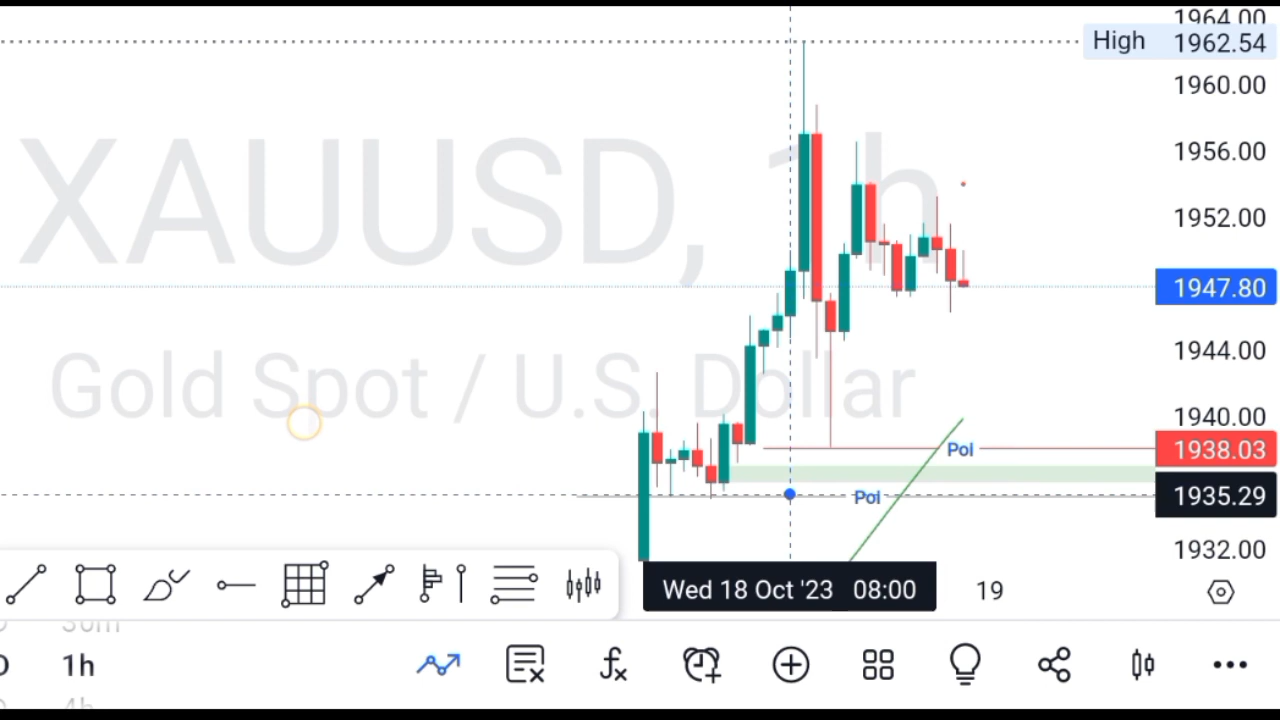 1964.00
High 1962.54
1960.00
XAUUSD, 1h
1956.00
1952.00
1947.80
1944.00
Gold Spot / U.S. Dollar
1940.00
PoI 1938.03
PoI 1935.29
1932.00
Wed 18 Oct '23 08:00 19
30m
D 1h
4h